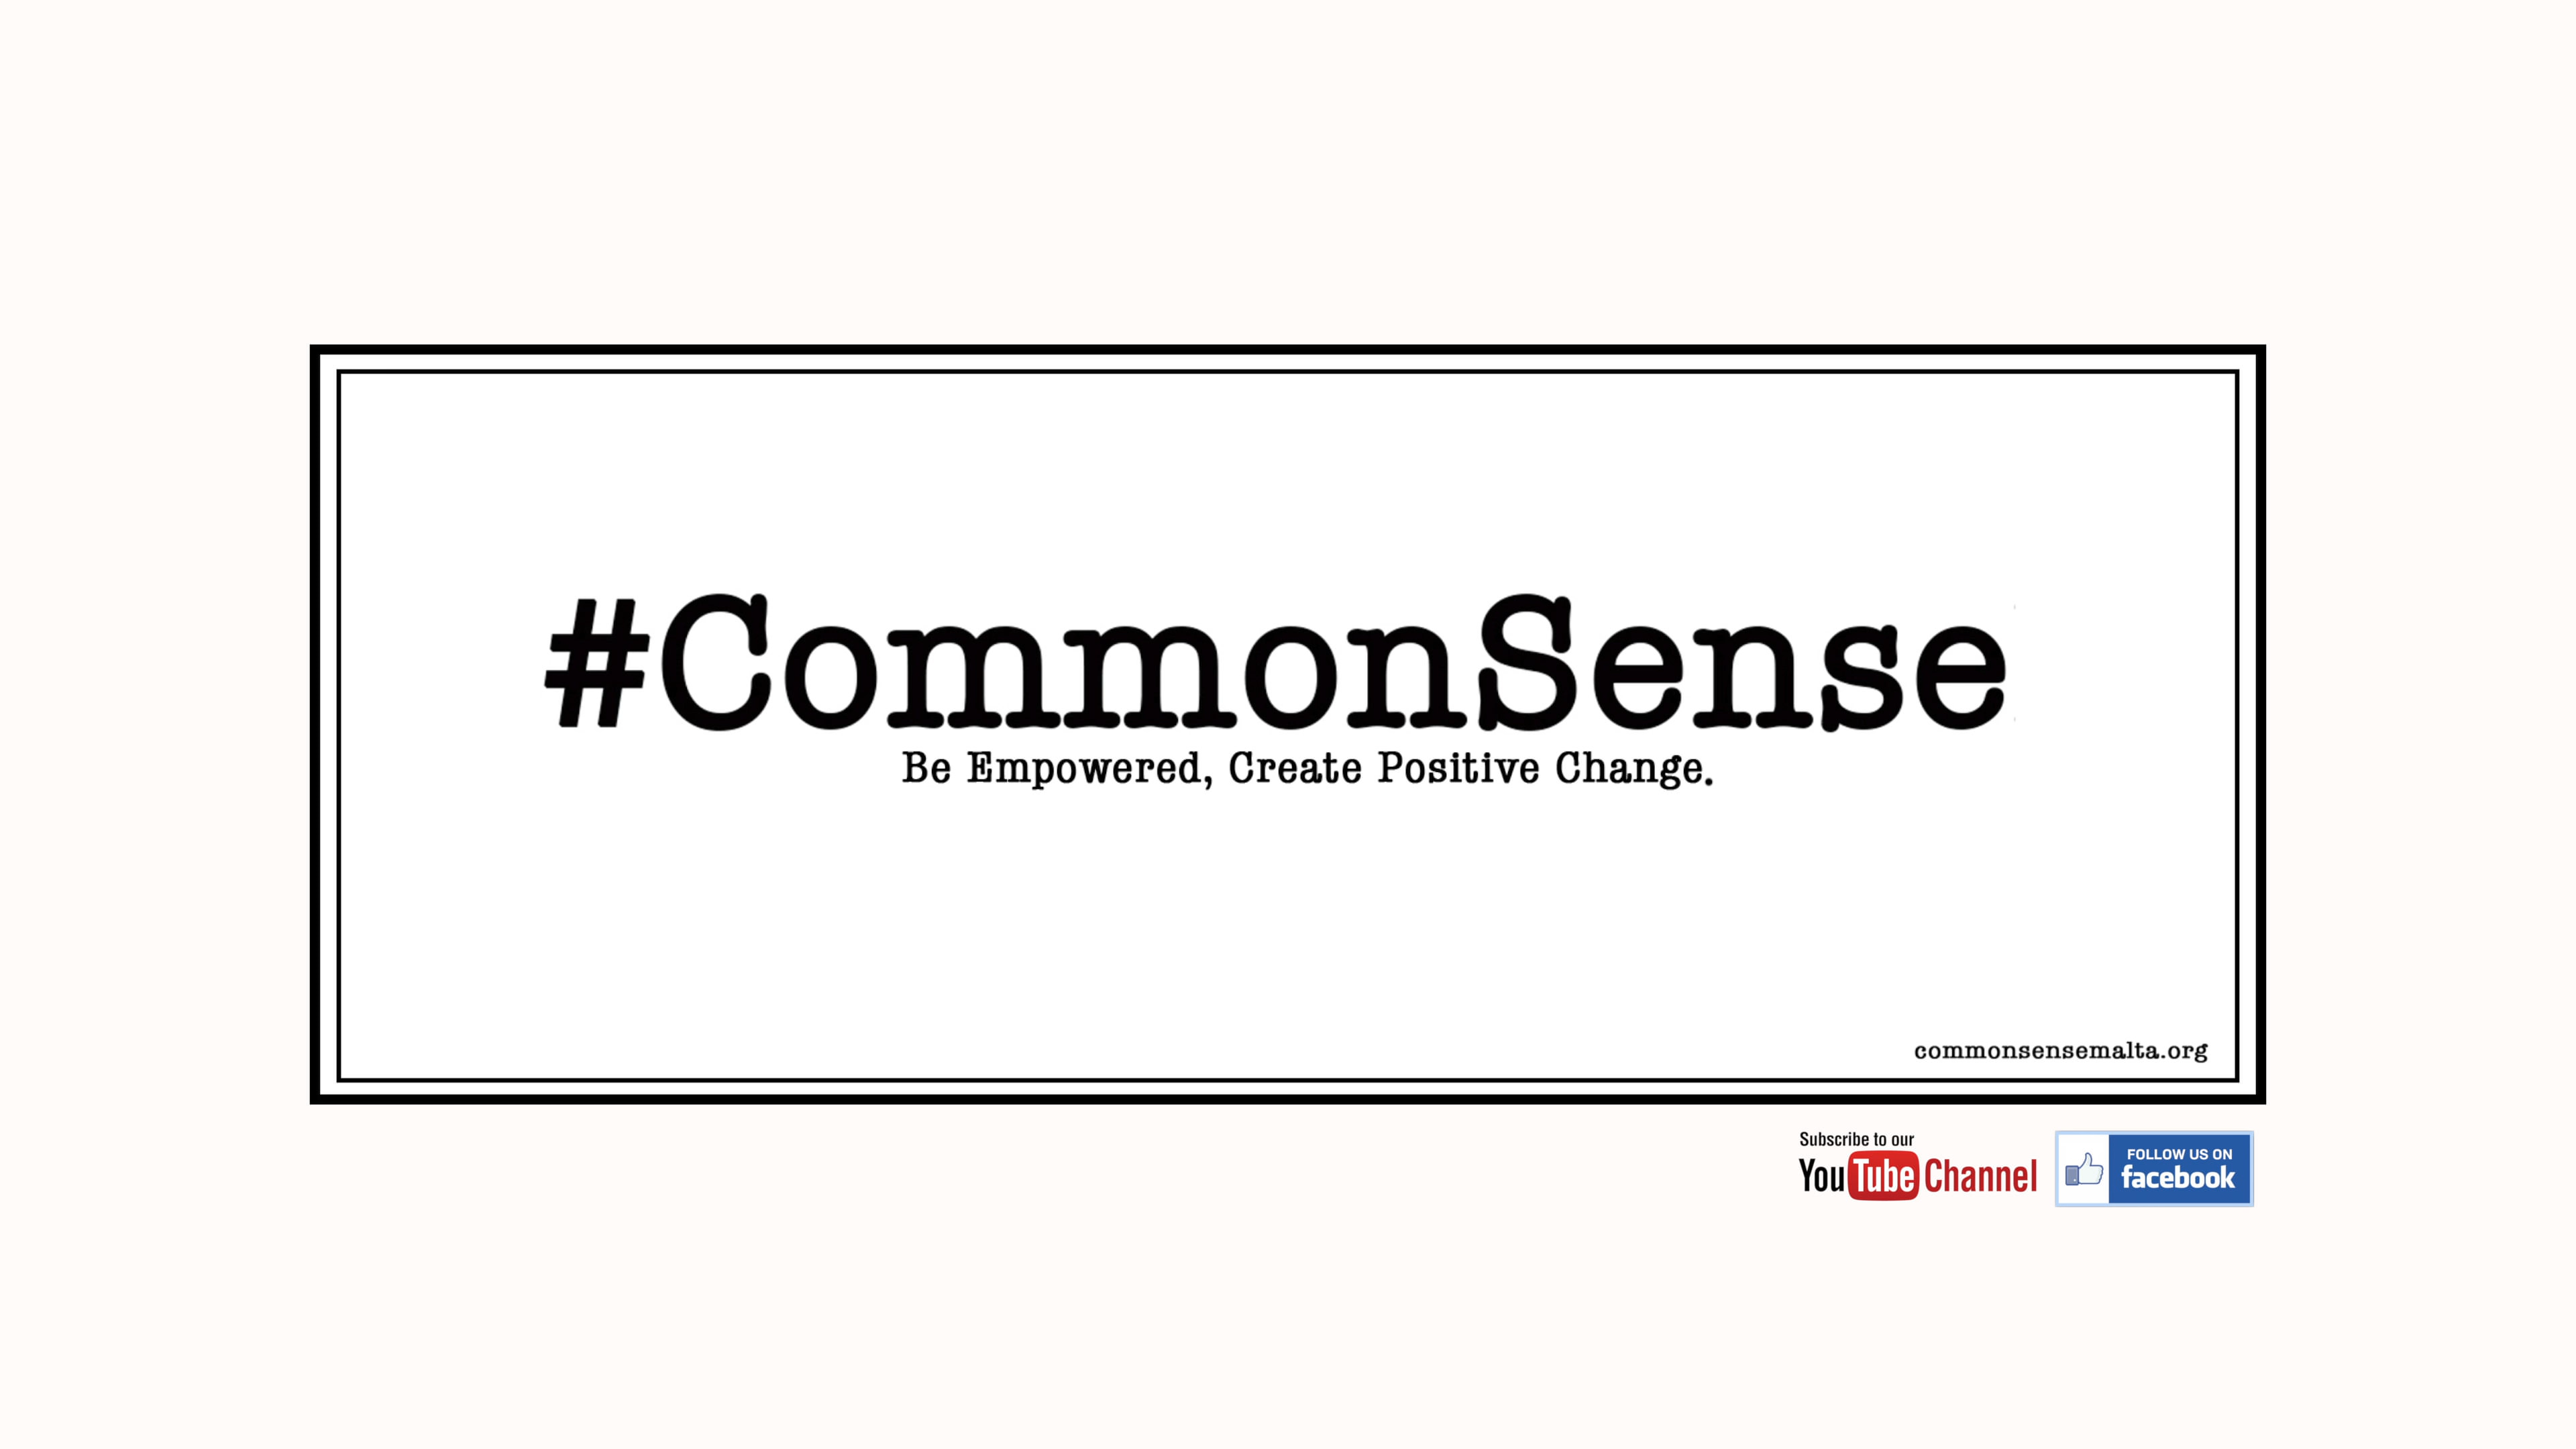 #CommonSense
Be Empowered, Create Positive Change.
commonsensemalta.org
Subscribe to our
YouTube Channel
FOLLOW US ON
facebook